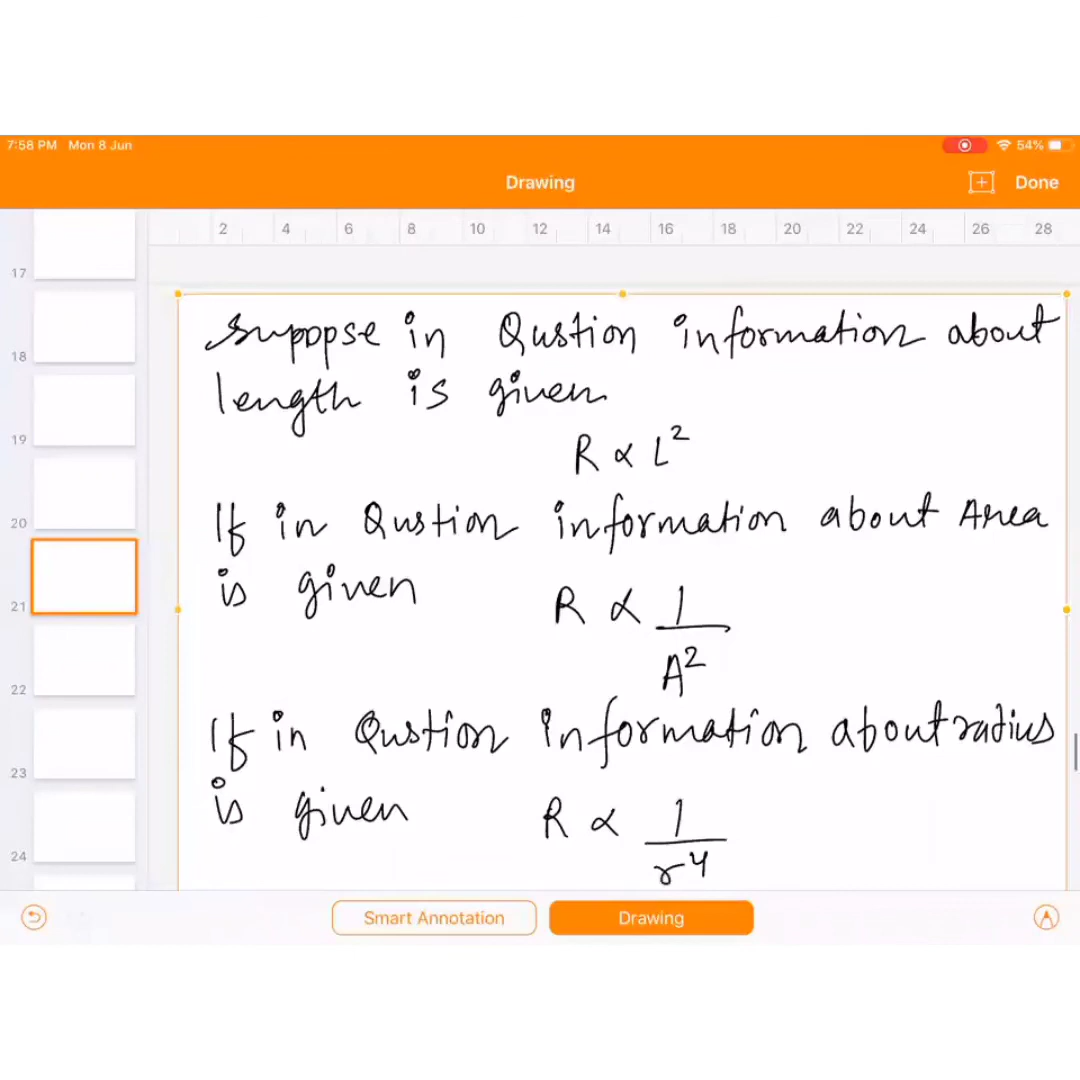 7:58 PM Mon 8 Jun 54%
Drawing Done
2 4 6 8 10 12 14 16 18 20 22 24 26 28
17
18
19
20
21
22
23
24
suppopse in Qustion information about
length is given
R ∝ L²
If in Qustion information about Area
is given R ∝ 1/A²
If in Qustion information about radius
is given R ∝ 1/r⁴
Smart Annotation Drawing